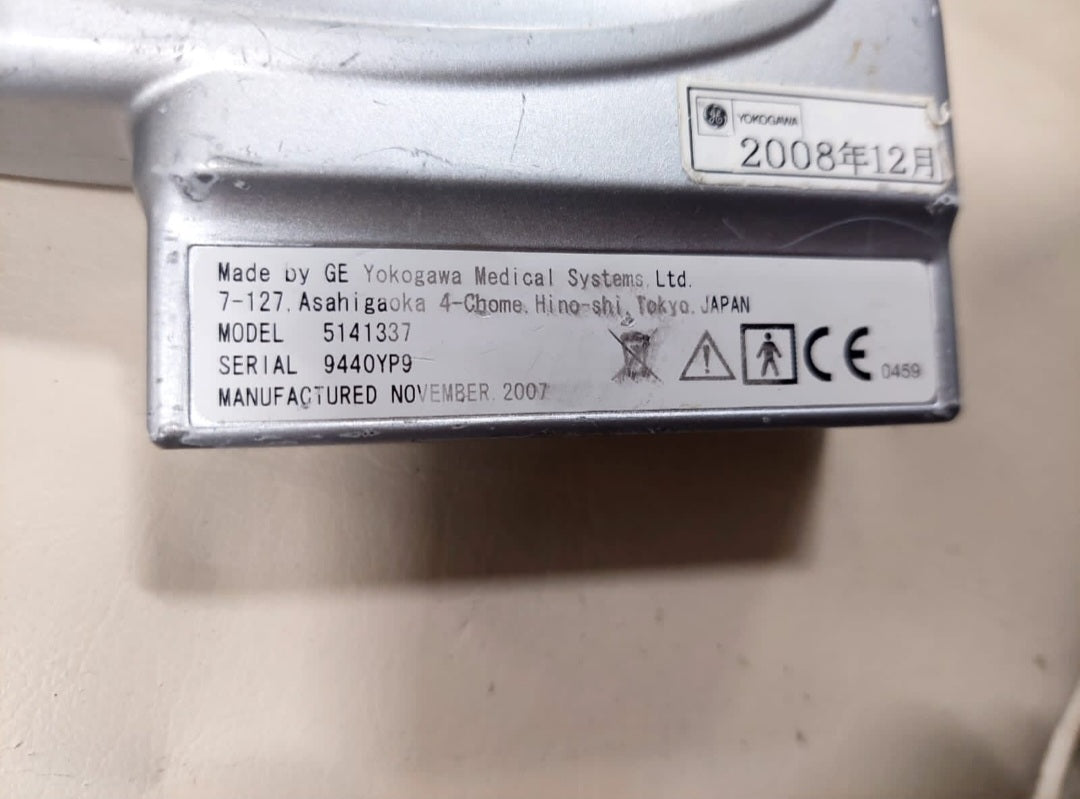 GE YOKOGAWA
2008年12月
Made by GE Yokogawa Medical Systems, Ltd.
7-127, Asahigaoka 4-Chome, Hino-shi, Tokyo, JAPAN
MODEL 5141337
SERIAL 9440YP9
MANUFACTURED NOVEMBER, 2007
CE 0459